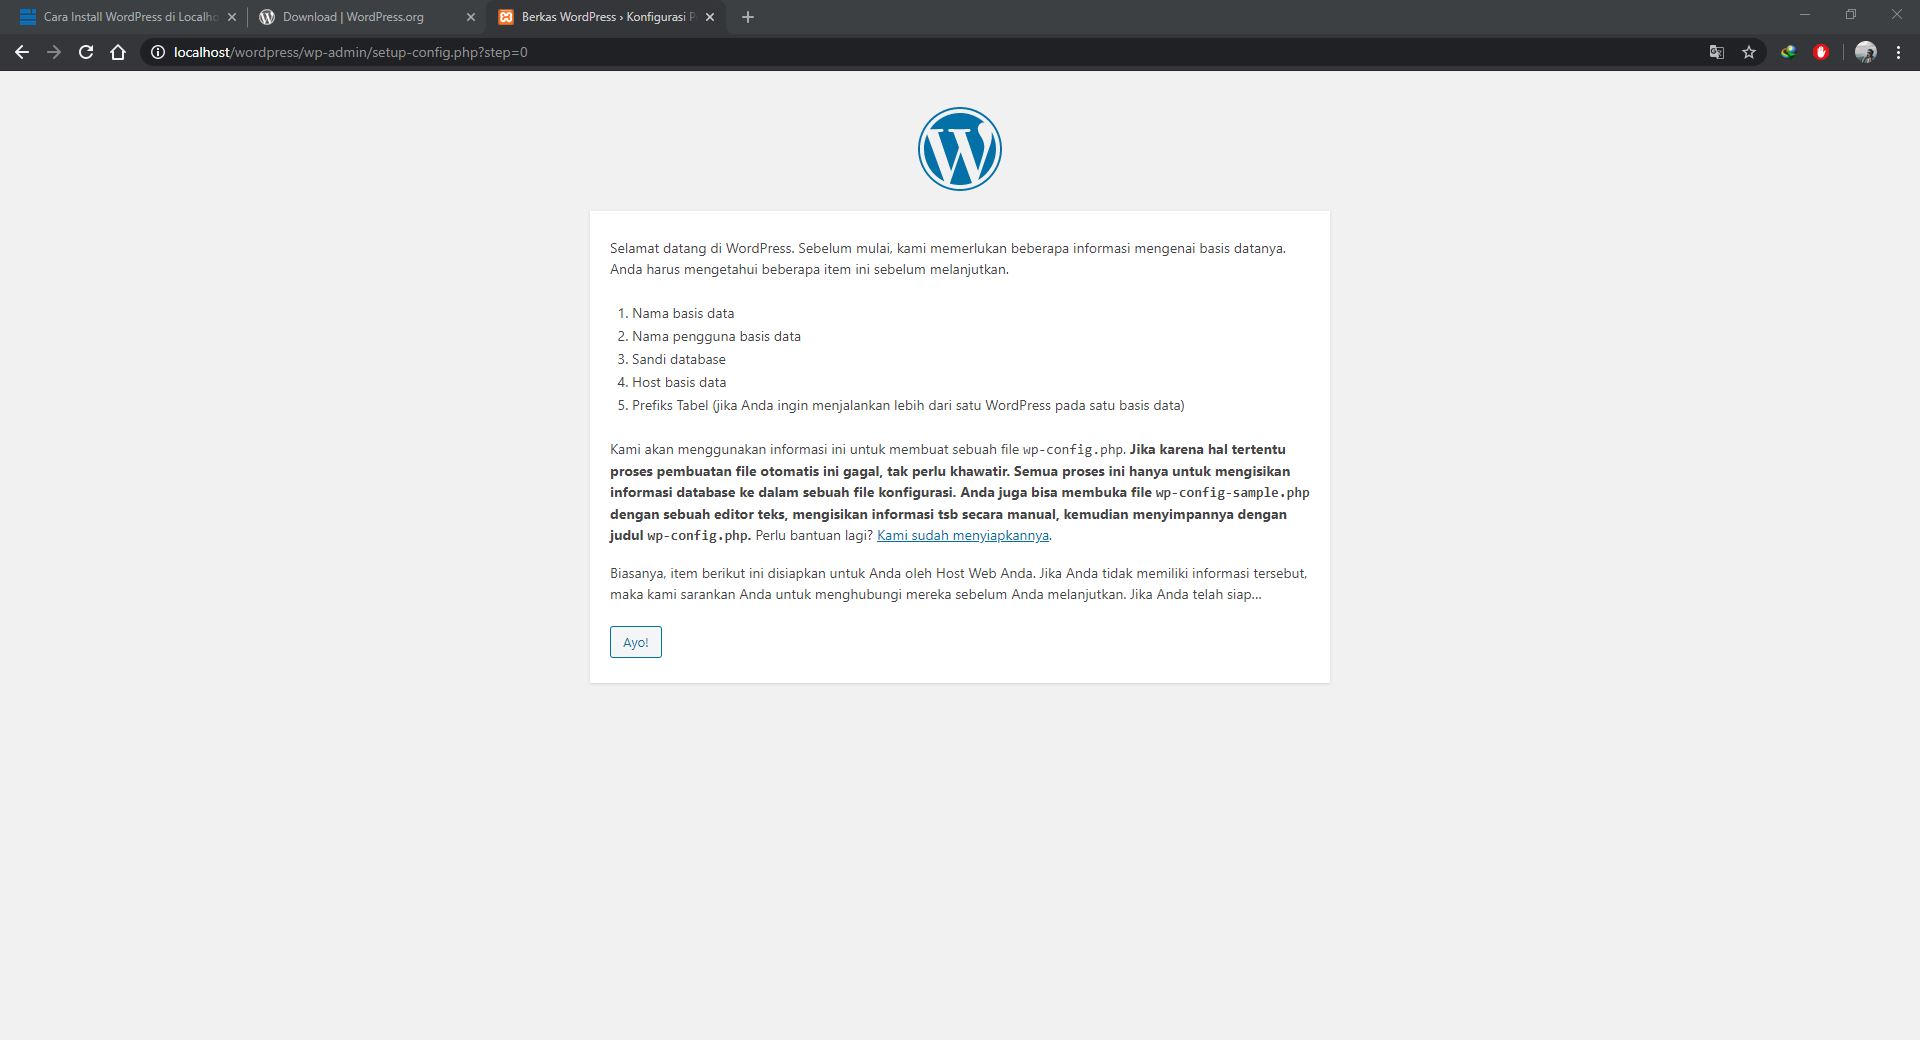 Cara Install WordPress di Localho
Download | WordPress.org
Berkas WordPress › Konfigurasi P
localhost/wordpress/wp-admin/setup-config.php?step=0
Selamat datang di WordPress. Sebelum mulai, kami memerlukan beberapa informasi mengenai basis datanya.
Anda harus mengetahui beberapa item ini sebelum melanjutkan.
1. Nama basis data
2. Nama pengguna basis data
3. Sandi database
4. Host basis data
5. Prefiks Tabel (jika Anda ingin menjalankan lebih dari satu WordPress pada satu basis data)
Kami akan menggunakan informasi ini untuk membuat sebuah file wp-config.php. Jika karena hal tertentu
proses pembuatan file otomatis ini gagal, tak perlu khawatir. Semua proses ini hanya untuk mengisikan
informasi database ke dalam sebuah file konfigurasi. Anda juga bisa membuka file wp-config-sample.php
dengan sebuah editor teks, mengisikan informasi tsb secara manual, kemudian menyimpannya dengan
judul wp-config.php. Perlu bantuan lagi? Kami sudah menyiapkannya.
Biasanya, item berikut ini disiapkan untuk Anda oleh Host Web Anda. Jika Anda tidak memiliki informasi tersebut,
maka kami sarankan Anda untuk menghubungi mereka sebelum Anda melanjutkan. Jika Anda telah siap…
Ayo!